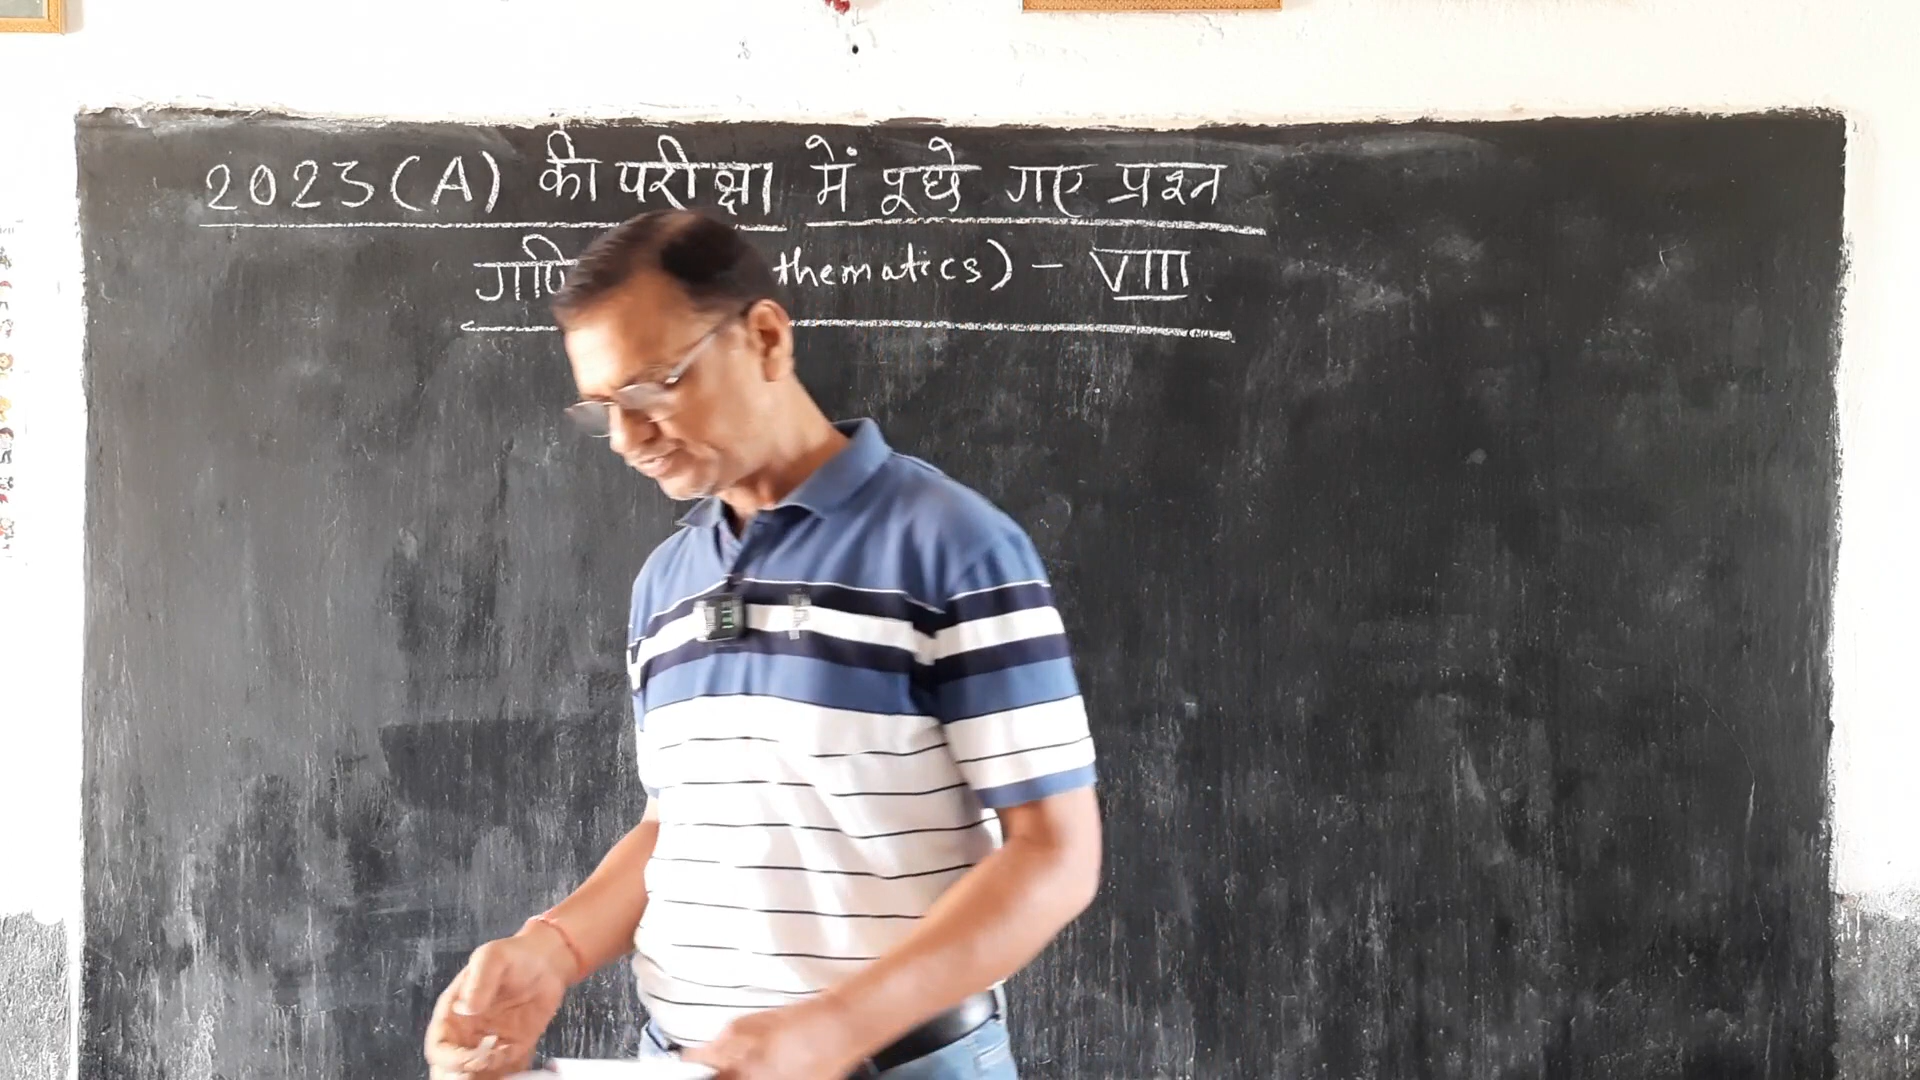 2023(A) की परीक्षा में पूछे गए प्रश्न
thematics) - VIII